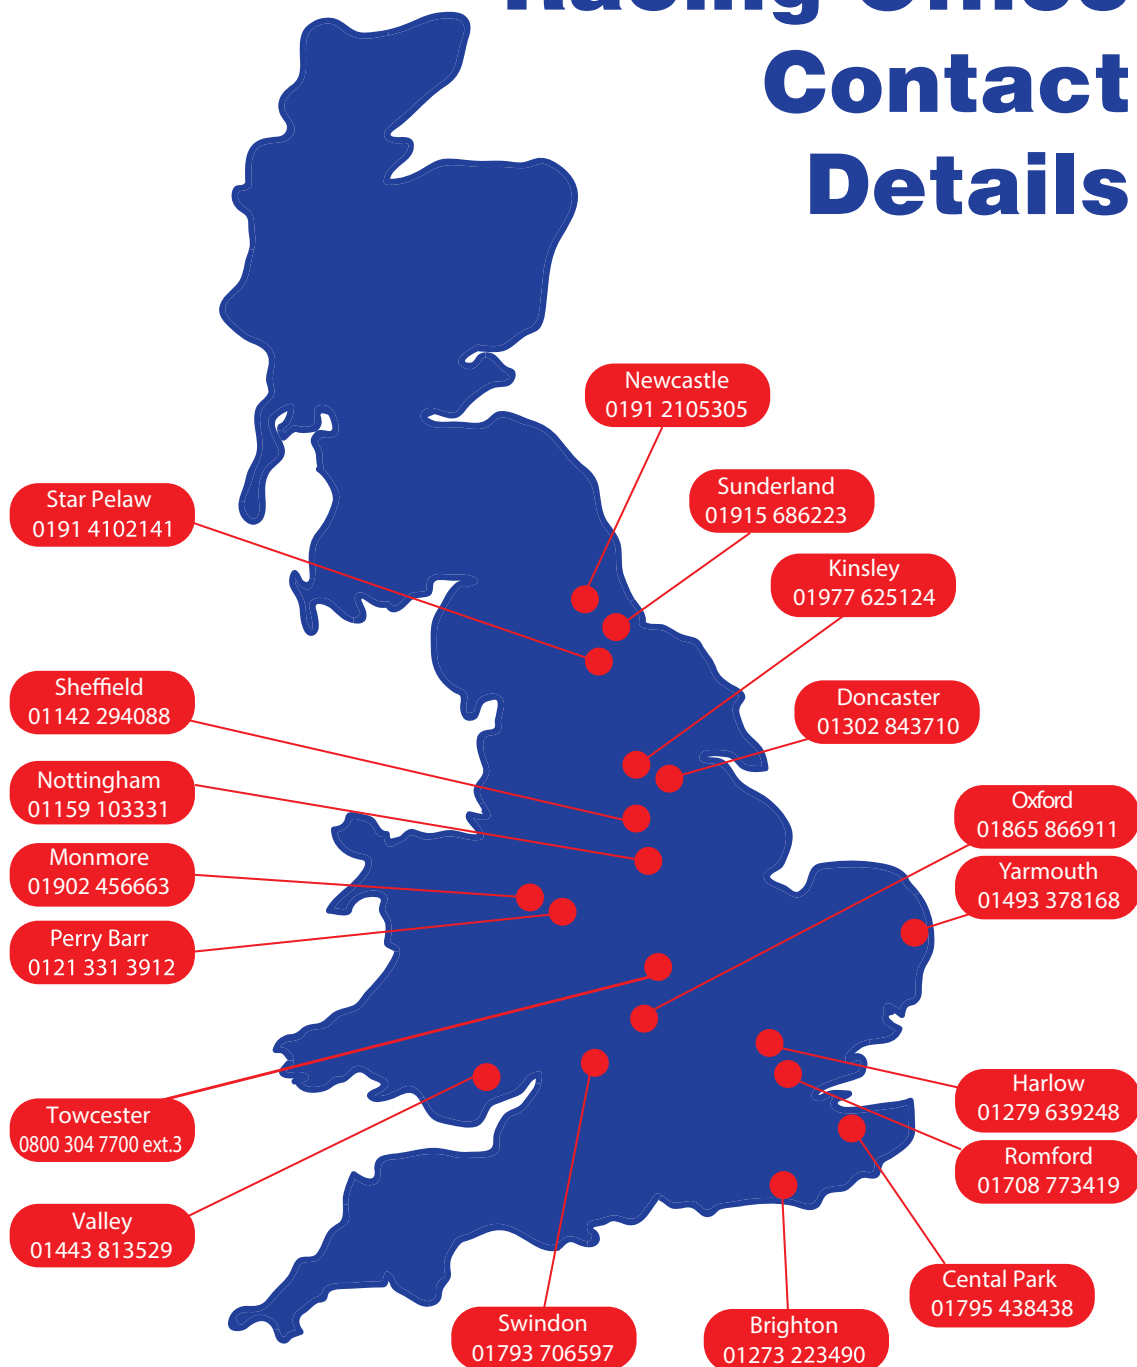 Racing Office
Contact
Details
Newcastle
0191 2105305
Sunderland
01915 686223
Star Pelaw
0191 4102141
Kinsley
01977 625124
Sheffield
01142 294088
Doncaster
01302 843710
Nottingham
01159 103331
Oxford
01865 866911
Monmore
01902 456663
Yarmouth
01493 378168
Perry Barr
0121 331 3912
Harlow
01279 639248
Towcester
0800 304 7700 ext.3
Romford
01708 773419
Valley
01443 813529
Cental Park
01795 438438
Swindon
01793 706597
Brighton
01273 223490